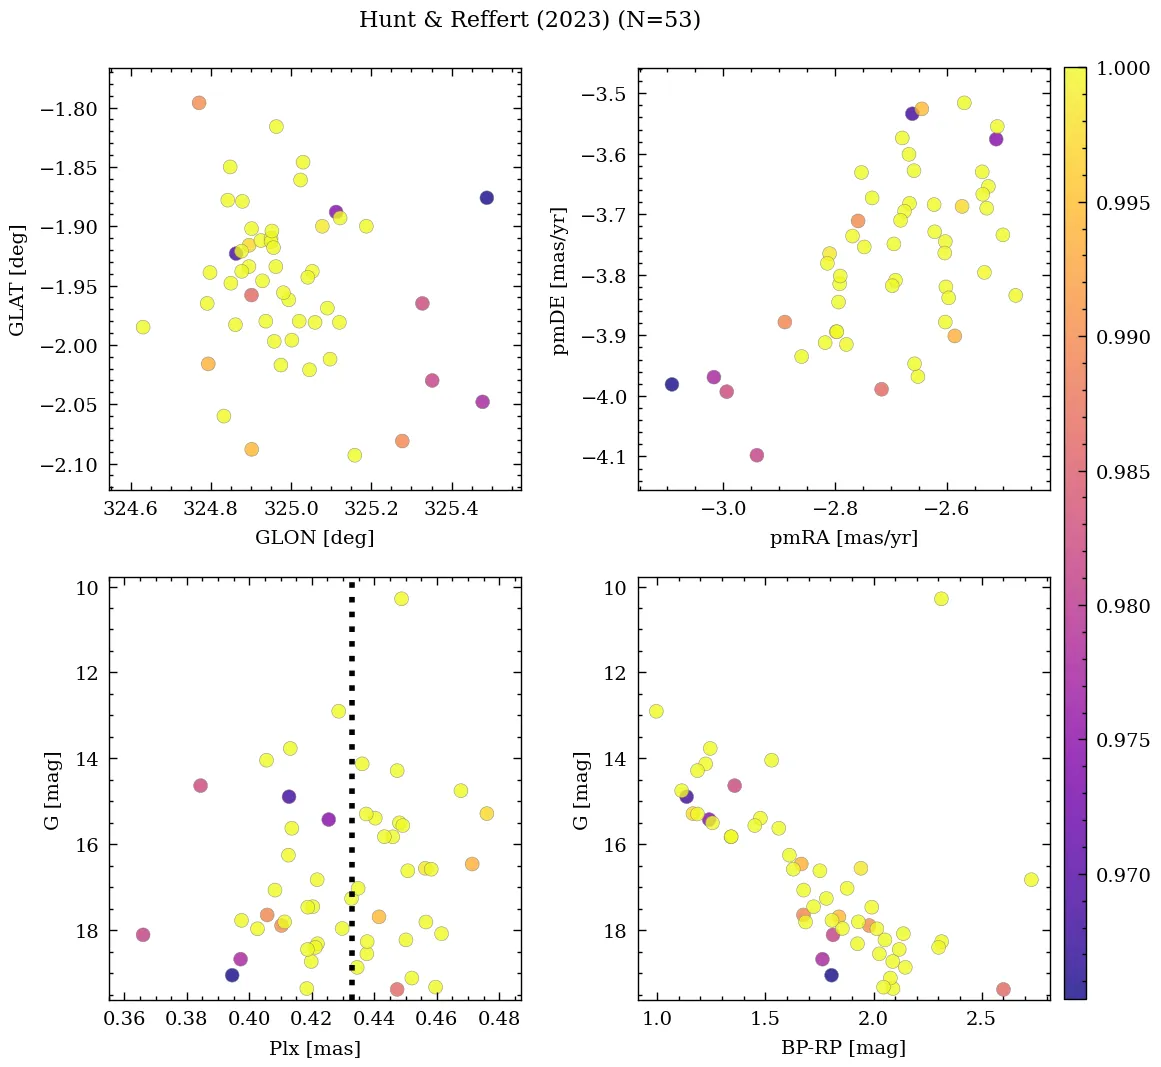 Hunt & Reffert (2023) (N=53)
−1.80
−1.85
−1.90
−1.95
−2.00
−2.05
−2.10
GLAT [deg]
324.6 324.8 325.0 325.2 325.4
GLON [deg]
−3.5
−3.6
−3.7
−3.8
−3.9
−4.0
−4.1
pmDE [mas/yr]
−3.0 −2.8 −2.6
pmRA [mas/yr]
1.000
0.995
0.990
0.985
0.980
0.975
0.970
10
12
14
16
18
G [mag]
0.36 0.38 0.40 0.42 0.44 0.46 0.48
Plx [mas]
10
12
14
16
18
G [mag]
1.0 1.5 2.0 2.5
BP-RP [mag]